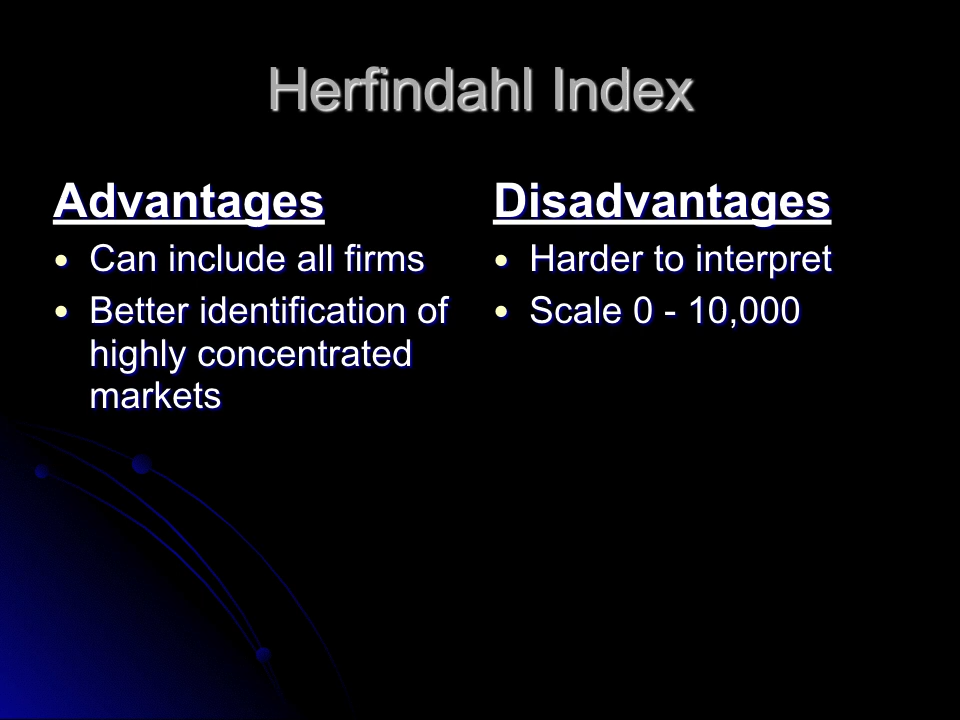 Herfindahl Index
Advantages
• Can include all firms
• Better identification of
highly concentrated
markets
Disadvantages
• Harder to interpret
• Scale 0 - 10,000